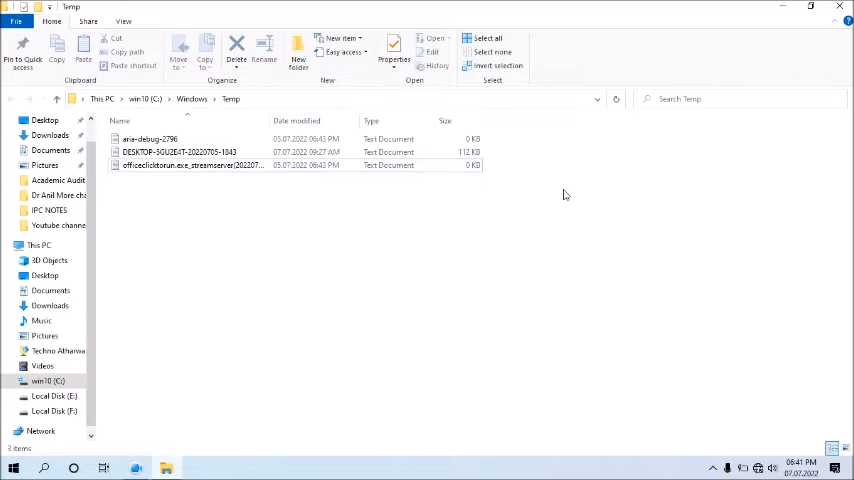 Temp
File Home Share View
Pin to Quick access
Copy
Paste
Cut
Copy path
Paste shortcut
Clipboard
Move to
Copy to
Delete
Rename
Organize
New folder
New item
Easy access
New
Properties
Open
Edit
History
Open
Select all
Select none
Invert selection
Select
This PC win10 (C:) Windows Temp
Search Temp
Name Date modified Type Size
aria-debug-2796 05.07.2022 06:43 PM Text Document 0 KB
DESKTOP-5GU2E4T-20220705-1843 07.07.2022 09:27 AM Text Document 112 KB
officeclicktorun.exe_streamserver(202207... 05.07.2022 06:43 PM Text Document 0 KB
Desktop
Downloads
Documents
Pictures
Academic Audit
Dr Anil More cha
IPC NOTES
Youtube channe
This PC
3D Objects
Desktop
Documents
Downloads
Music
Pictures
Techno Atharwa
Videos
win10 (C:)
Local Disk (E:)
Local Disk (F:)
Network
3 items
06:41 PM
07.07.2022